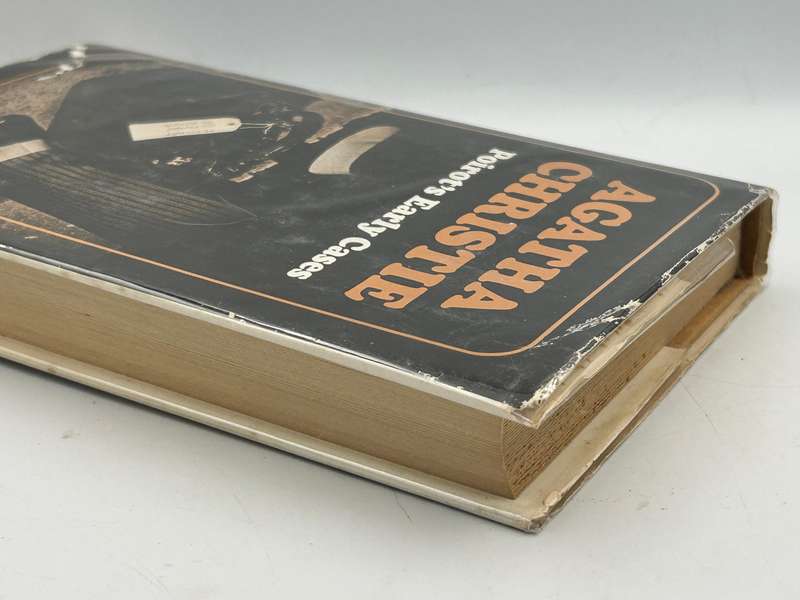 AGATHA
CHRISTIE
Poirot's Early Cases